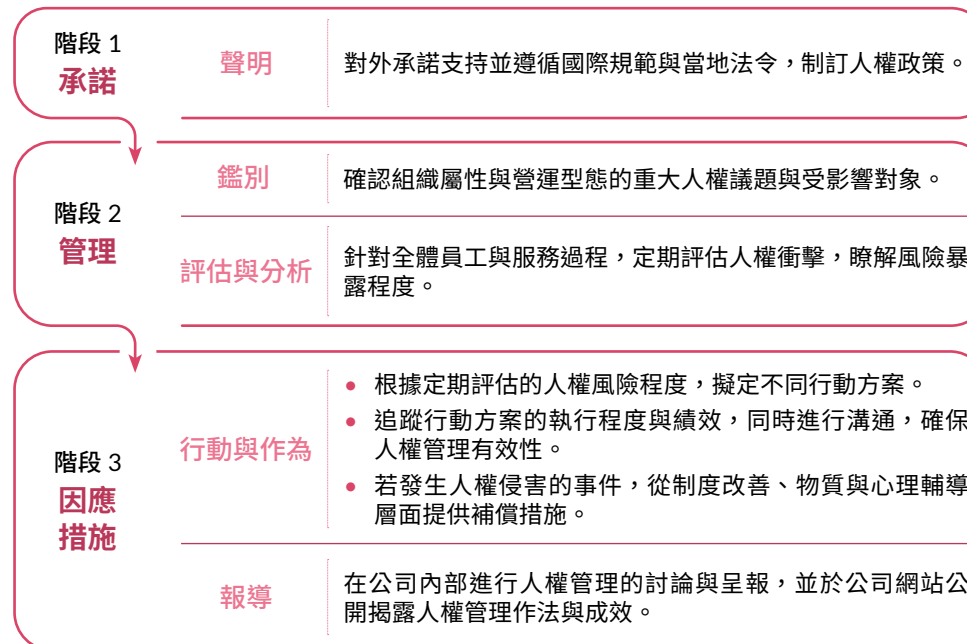 階段 1
承諾
聲明
對外承諾支持並遵循國際規範與當地法令，制訂人權政策。
階段 2
管理
鑑別
確認組織屬性與營運型態的重大人權議題與受影響對象。
評估與分析
針對全體員工與服務過程，定期評估人權衝擊，瞭解風險暴
露程度。
階段 3
因應
措施
行動與作為
● 根據定期評估的人權風險程度，擬定不同行動方案。
● 追蹤行動方案的執行程度與績效，同時進行溝通，確保
人權管理有效性。
● 若發生人權侵害的事件，從制度改善、物質與心理輔導
層面提供補償措施。
報導
在公司內部進行人權管理的討論與呈報，並於公司網站公
開揭露人權管理作法與成效。